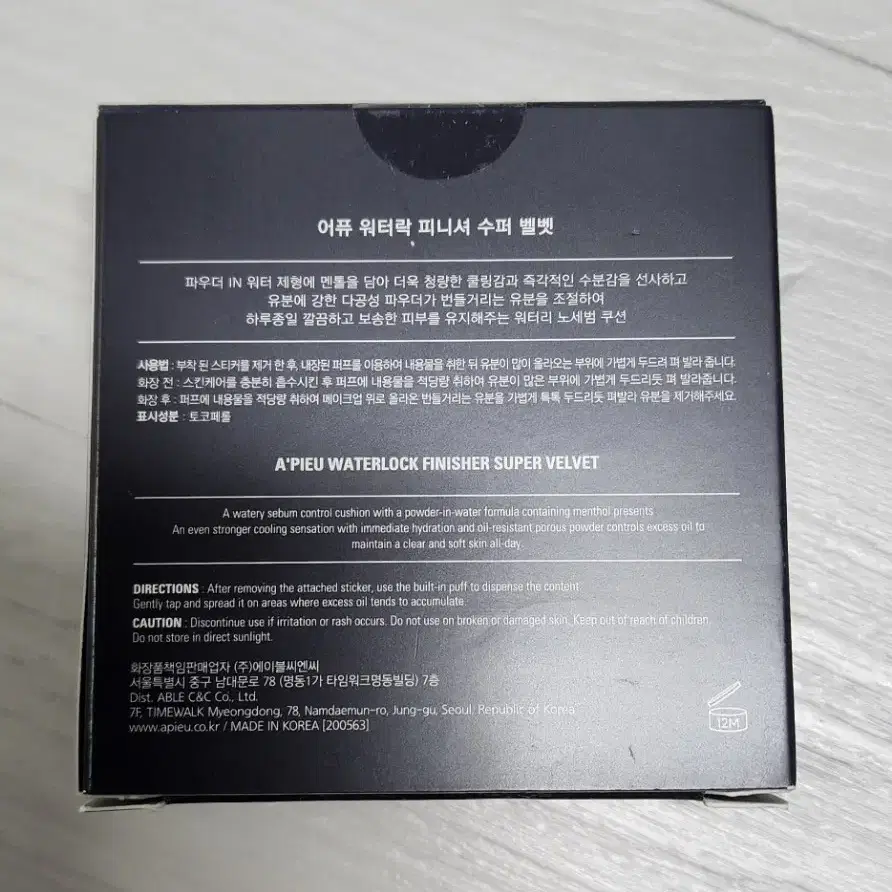 어퓨 워터락 피니셔 수퍼 벨벳
파우더 IN 워터 제형에 멘톨을 담아 더욱 청량한 쿨링감과 즉각적인 수분감을 선사하고
유분에 강한 다공성 파우더가 번들거리는 유분을 조절하여
하루종일 깔끔하고 보송한 피부를 유지해주는 워터리 노세범 쿠션
사용법 : 부착 된 스티커를 제거 한 후, 내장된 퍼프를 이용하여 내용물을 취한 뒤 유분이 많이 올라오는 부위에 가볍게 두드려 펴 발라 줍니다.
화장 전 : 스킨케어를 충분히 흡수시킨 후 퍼프에 내용물을 적당량 취하여 유분이 많은 부위에 가볍게 두드리듯 펴 발라줍니다.
화장 후 : 퍼프에 내용물을 적당량 취하여 메이크업 위로 올라온 번들거리는 유분을 가볍게 톡톡 두드리듯 펴발라 유분을 제거해주세요.
표시성분 : 토코페롤
A'PIEU WATERLOCK FINISHER SUPER VELVET
A watery sebum control cushion with a powder-in-water formula containing menthol presents
An even stronger cooling sensation with immediate hydration and oil-resistant porous powder controls excess oil to
maintain a clear and soft skin all-day.
DIRECTIONS : After removing the attached sticker, use the built-in puff to dispense the content.
Gently tap and spread it on areas where excess oil tends to accumulate.
CAUTION : Discontinue use if irritation or rash occurs. Do not use on broken or damaged skin. Keep out of reach of children.
Do not store in direct sunlight.
화장품책임판매업자 (주)에이블씨엔씨
서울특별시 중구 남대문로 78 (명동1가 타임워크명동빌딩) 7층
Dist. ABLE C&C Co., Ltd.
7F, TIMEWALK Myeongdong, 78, Namdaemun-ro, Jung-gu, Seoul, Republic of Korea
www.apieu.co.kr / MADE IN KOREA [200563]
12M